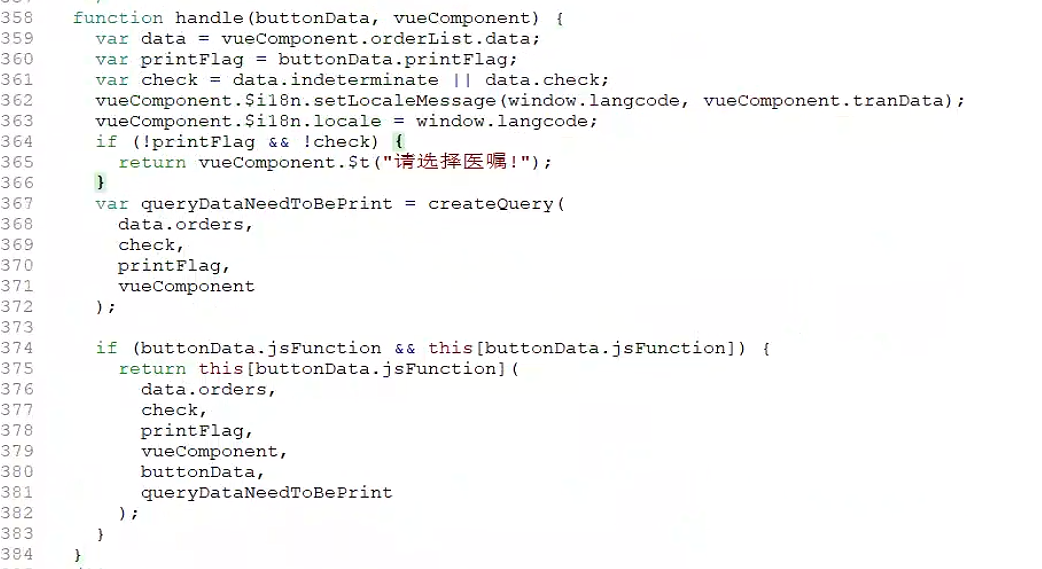 358 function handle(buttonData, vueComponent) {
359 var data = vueComponent.orderList.data;
360 var printFlag = buttonData.printFlag;
361 var check = data.indeterminate || data.check;
362 vueComponent.$i18n.setLocaleMessage(window.langcode, vueComponent.tranData);
363 vueComponent.$i18n.locale = window.langcode;
364 if (!printFlag && !check) {
365 return vueComponent.$t("请选择医嘱!");
366 }
367 var queryDataNeedToBePrint = createQuery(
368 data.orders,
369 check,
370 printFlag,
371 vueComponent
372 );
373
374 if (buttonData.jsFunction && this[buttonData.jsFunction]) {
375 return this[buttonData.jsFunction](
376 data.orders,
377 check,
378 printFlag,
379 vueComponent,
380 buttonData,
381 queryDataNeedToBePrint
382 );
383 }
384 }